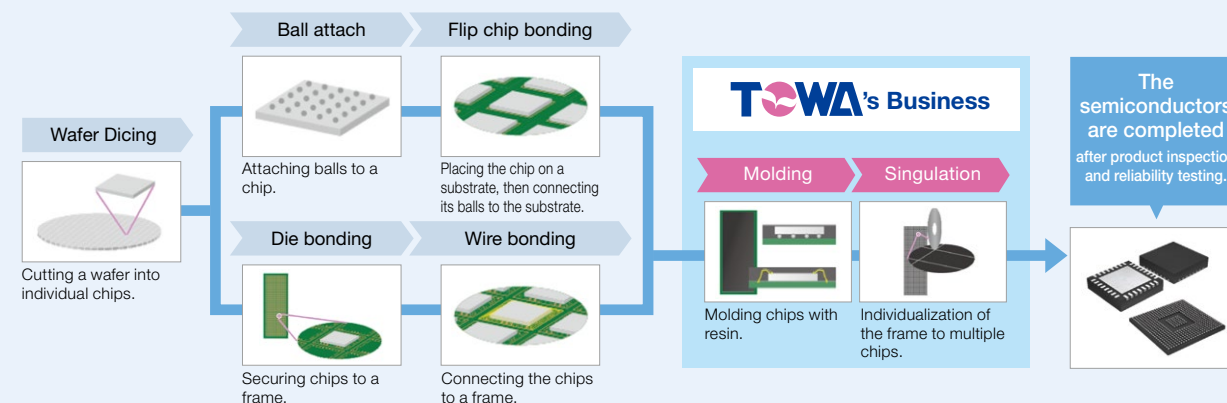 Wafer Dicing
Cutting a wafer into
individual chips.
Ball attach
Attaching balls to a
chip.
Flip chip bonding
Placing the chip on a
substrate, then connecting
its balls to the substrate.
Die bonding
Securing chips to a
frame.
Wire bonding
Connecting the chips
to a frame.
TOWA's Business
Molding
Molding chips with
resin.
Singulation
Individualization of
the frame to multiple
chips.
The
semiconductors
are completed
after product inspection
and reliability testing.